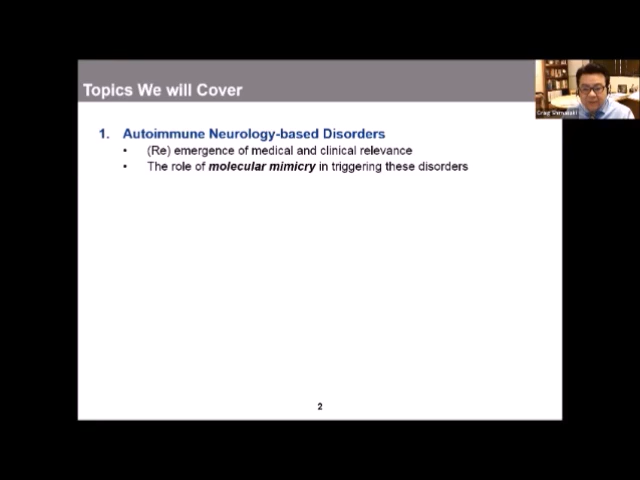 Topics We will Cover
1. Autoimmune Neurology-based Disorders
• (Re) emergence of medical and clinical relevance
• The role of molecular mimicry in triggering these disorders
Craig
2